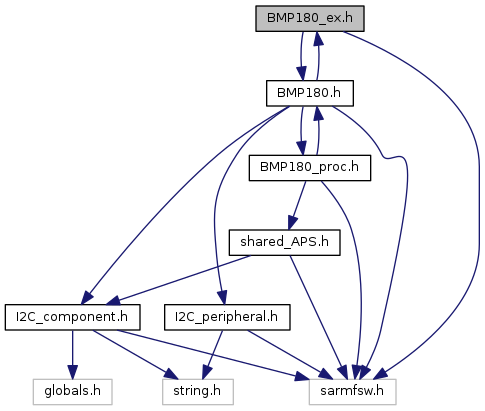 BMP180_ex.h
BMP180.h
BMP180_proc.h
shared_APS.h
I2C_component.h
I2C_peripheral.h
globals.h
string.h
sarmfsw.h